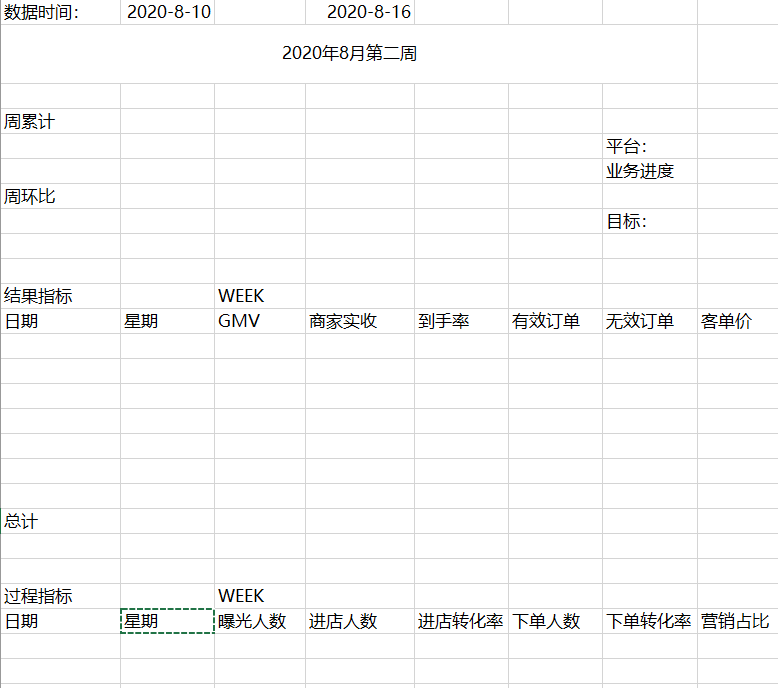 数据时间： 2020-8-10 2020-8-16
2020年8月第二周
周累计
平台：
业务进度
周环比
目标：
结果指标 WEEK
日期 星期 GMV 商家实收 到手率 有效订单 无效订单 客单价
总计
过程指标 WEEK
日期 星期 曝光人数 进店人数 进店转化率 下单人数 下单转化率 营销占比